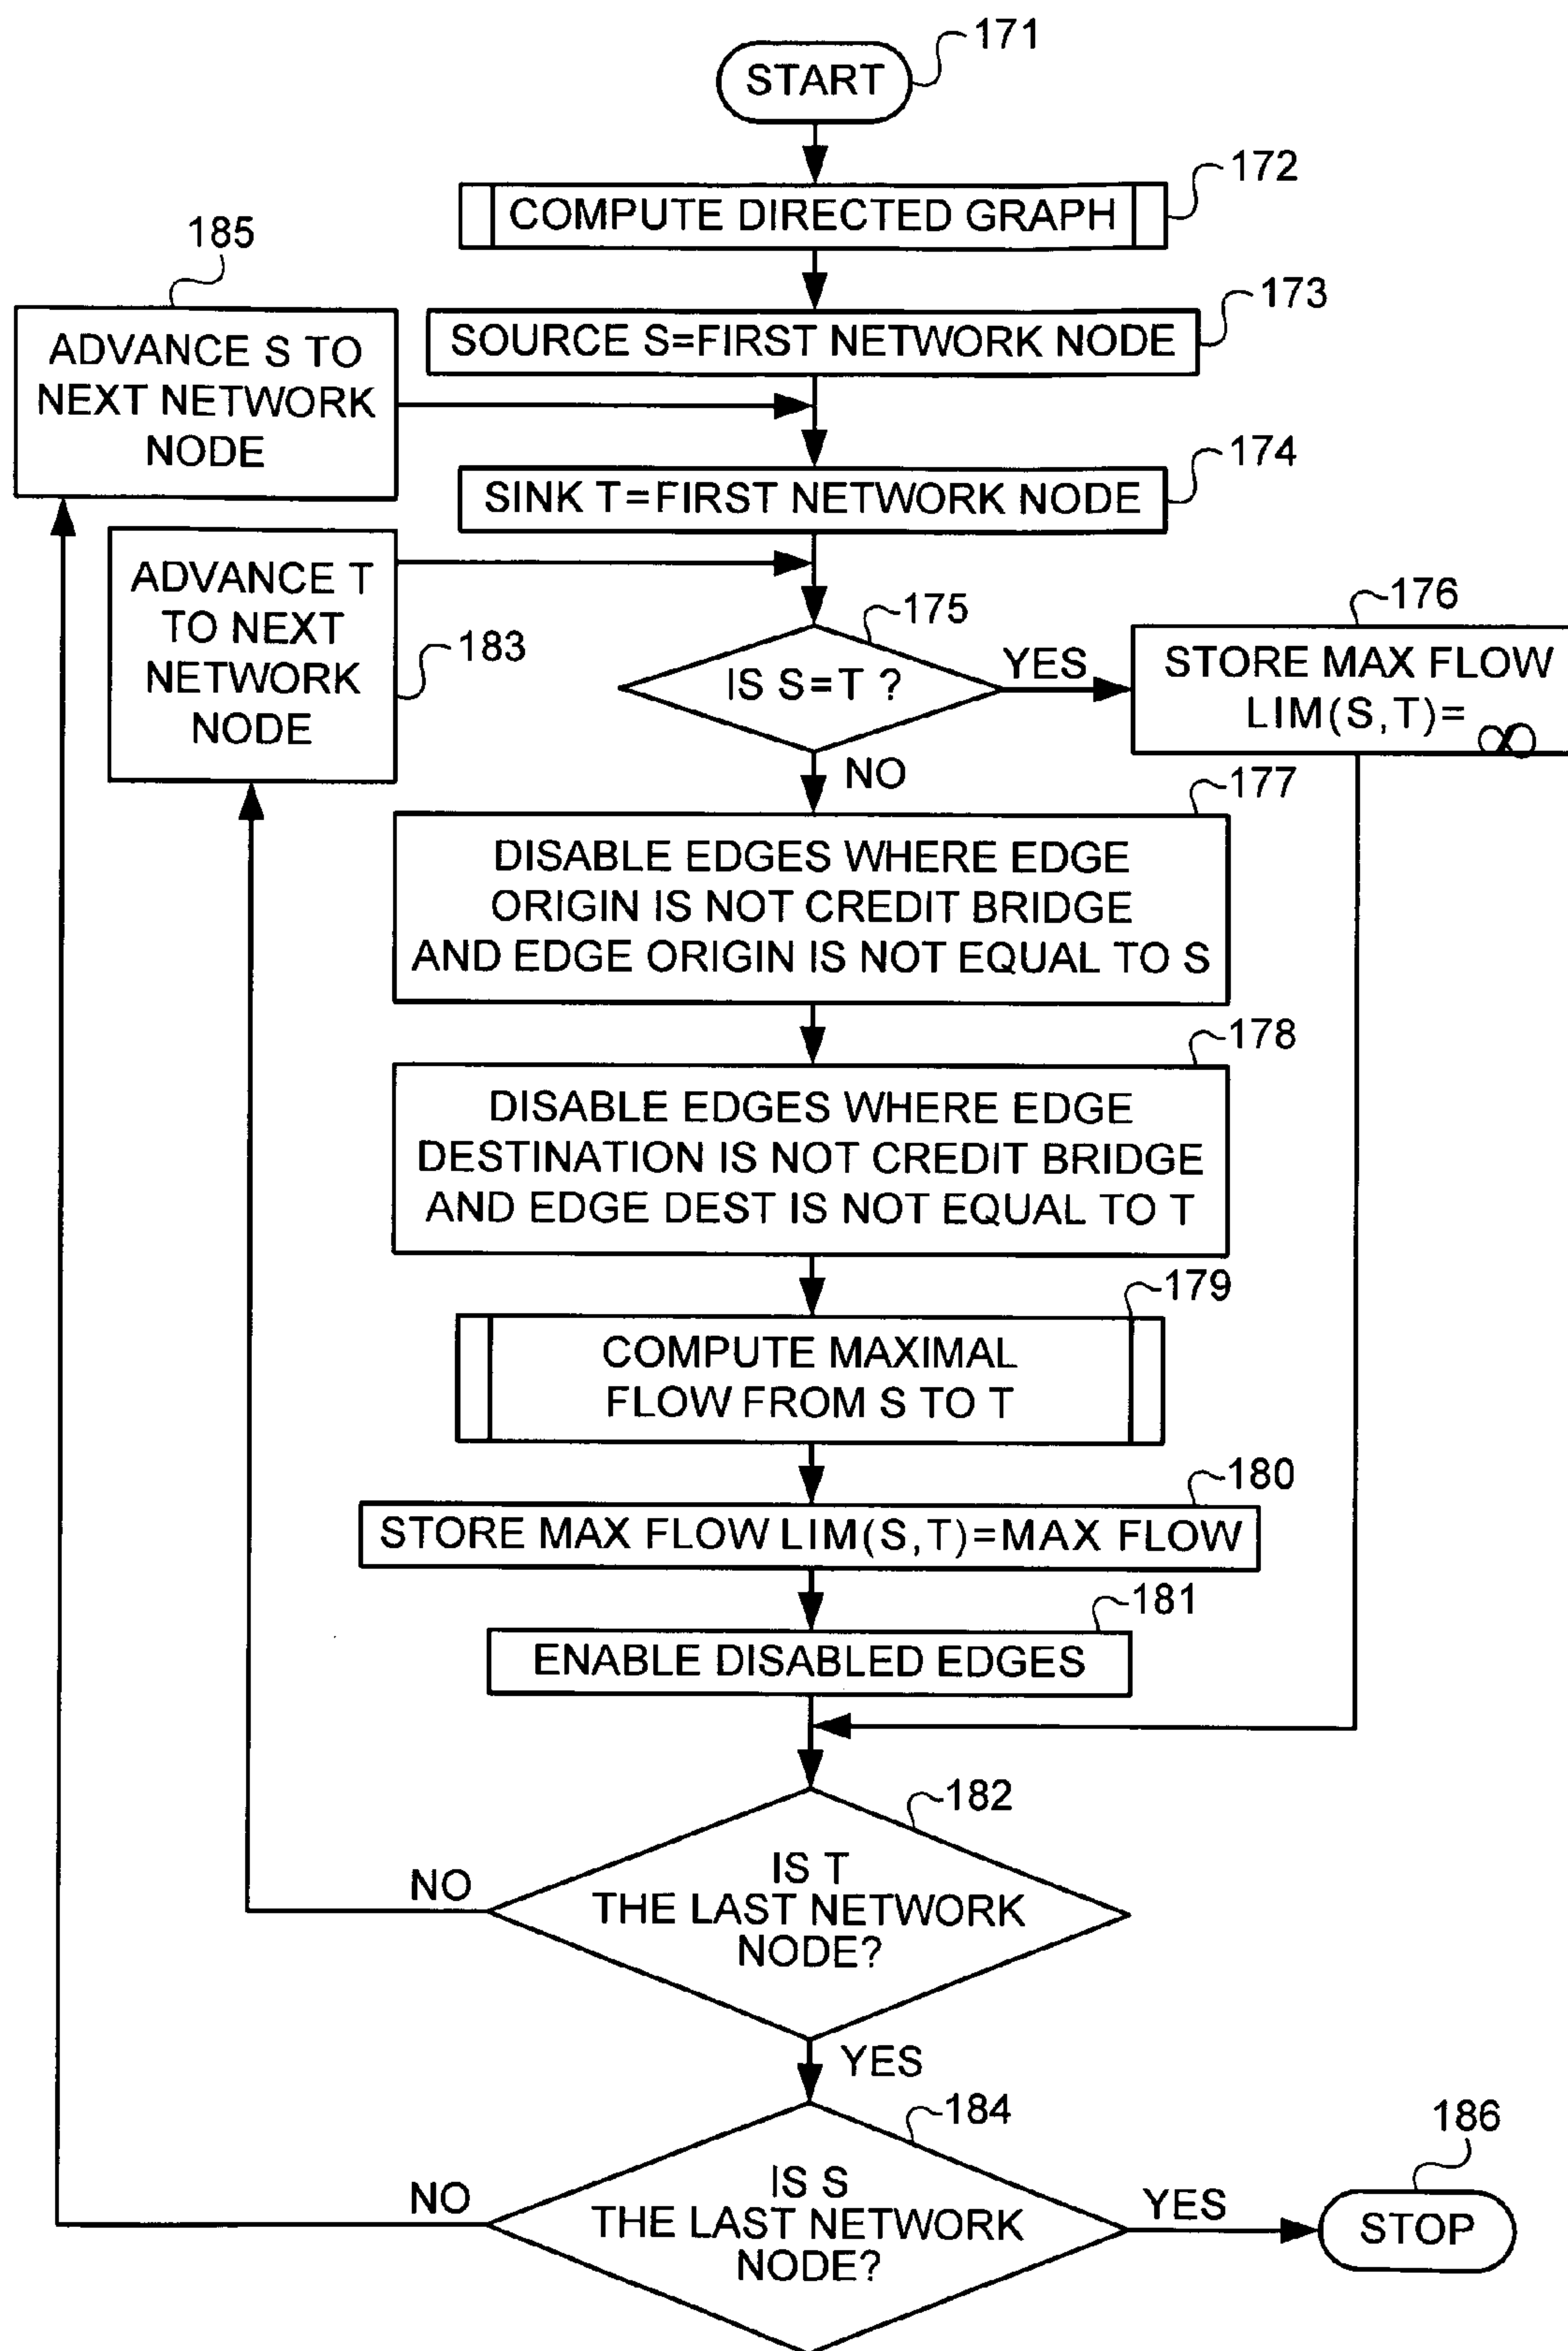 171
START
172
COMPUTE DIRECTED GRAPH
185
173
ADVANCE S TO
NEXT NETWORK
NODE
SOURCE S=FIRST NETWORK NODE
174
SINK T=FIRST NETWORK NODE
ADVANCE T
TO NEXT
NETWORK
NODE
183
175
IS S=T ?
YES
176
STORE MAX FLOW
LIM(S,T)= ∞
NO
177
DISABLE EDGES WHERE EDGE
ORIGIN IS NOT CREDIT BRIDGE
AND EDGE ORIGIN IS NOT EQUAL TO S
178
DISABLE EDGES WHERE EDGE
DESTINATION IS NOT CREDIT BRIDGE
AND EDGE DEST IS NOT EQUAL TO T
179
COMPUTE MAXIMAL
FLOW FROM S TO T
180
STORE MAX FLOW LIM(S,T)=MAX FLOW
181
ENABLE DISABLED EDGES
182
NO
IS T
THE LAST NETWORK
NODE?
YES
184
186
NO
IS S
THE LAST NETWORK
NODE?
YES
STOP